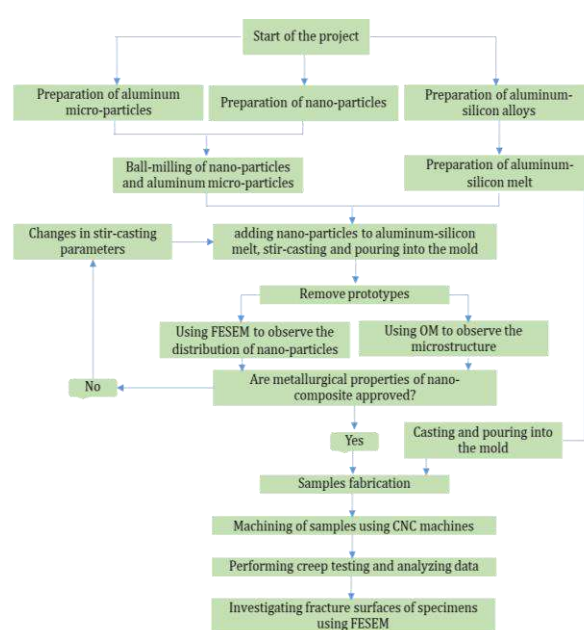 Start of the project
Preparation of aluminum
micro-particles
Preparation of nano-particles
Preparation of aluminum-
silicon alloys
Ball-milling of nano-particles
and aluminum micro-particles
Preparation of aluminum-
silicon melt
Changes in stir-casting
parameters
adding nano-particles to aluminum-silicon
melt, stir-casting and pouring into the mold
Remove prototypes
Using FESEM to observe the
distribution of nano-particles
Using OM to observe the
microstructure
No
Are metallurgical properties of nano-
composite approved?
Yes
Casting and pouring into
the mold
Samples fabrication
Machining of samples using CNC machines
Performing creep testing and analyzing data
Investigating fracture surfaces of specimens
using FESEM